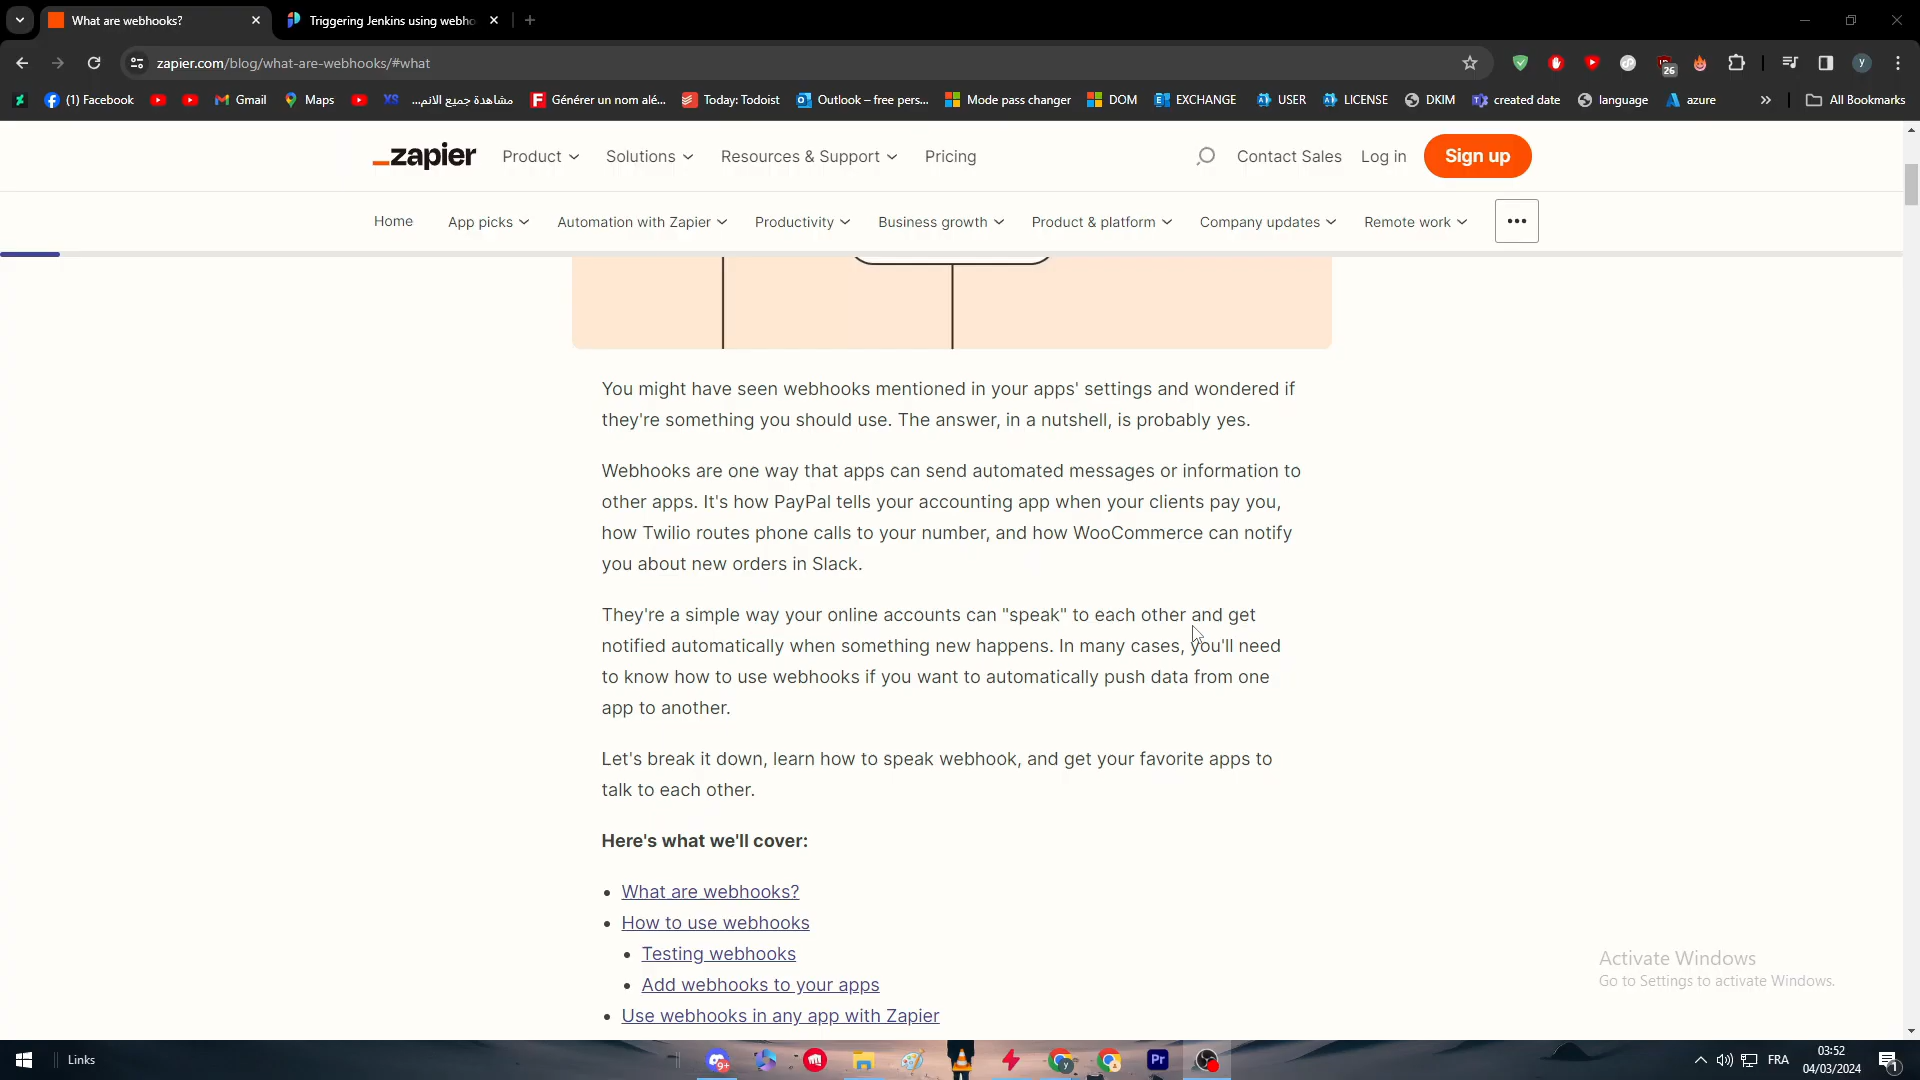 What are webhooks?
Triggering Jenkins using webho
zapier.com/blog/what-are-webhooks/#what
26
y
(1) Facebook
Gmail
Maps
XS
مشاهدة جميع الانم...
Générer un nom alé...
Today: Todoist
Outlook – free pers...
Mode pass changer
DOM
EXCHANGE
USER
LICENSE
DKIM
created date
language
azure
»
All Bookmarks
_zapier
Product
Solutions
Resources & Support
Pricing
Contact Sales
Log in
Sign up
Home
App picks
Automation with Zapier
Productivity
Business growth
Product & platform
Company updates
Remote work
You might have seen webhooks mentioned in your apps' settings and wondered if
they're something you should use. The answer, in a nutshell, is probably yes.
Webhooks are one way that apps can send automated messages or information to
other apps. It's how PayPal tells your accounting app when your clients pay you,
how Twilio routes phone calls to your number, and how WooCommerce can notify
you about new orders in Slack.
They're a simple way your online accounts can "speak" to each other and get
notified automatically when something new happens. In many cases, you'll need
to know how to use webhooks if you want to automatically push data from one
app to another.
Let's break it down, learn how to speak webhook, and get your favorite apps to
talk to each other.
Here's what we'll cover:
• What are webhooks?
• How to use webhooks
• Testing webhooks
• Add webhooks to your apps
• Use webhooks in any app with Zapier
Activate Windows
Go to Settings to activate Windows.
Links
9+
Pr
FRA
03:52
04/03/2024
1